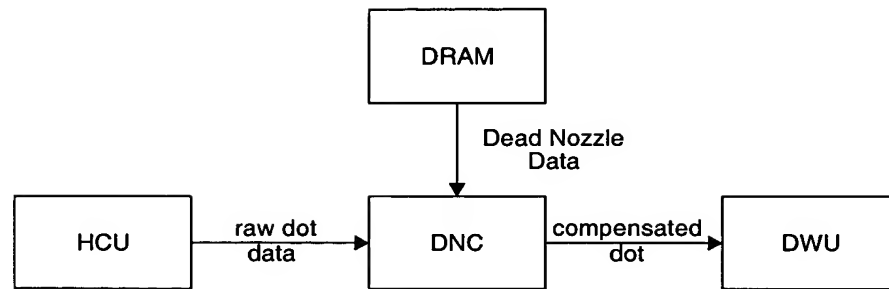 DRAM
Dead Nozzle
Data
HCU
raw dot
data
DNC
compensated
dot
DWU